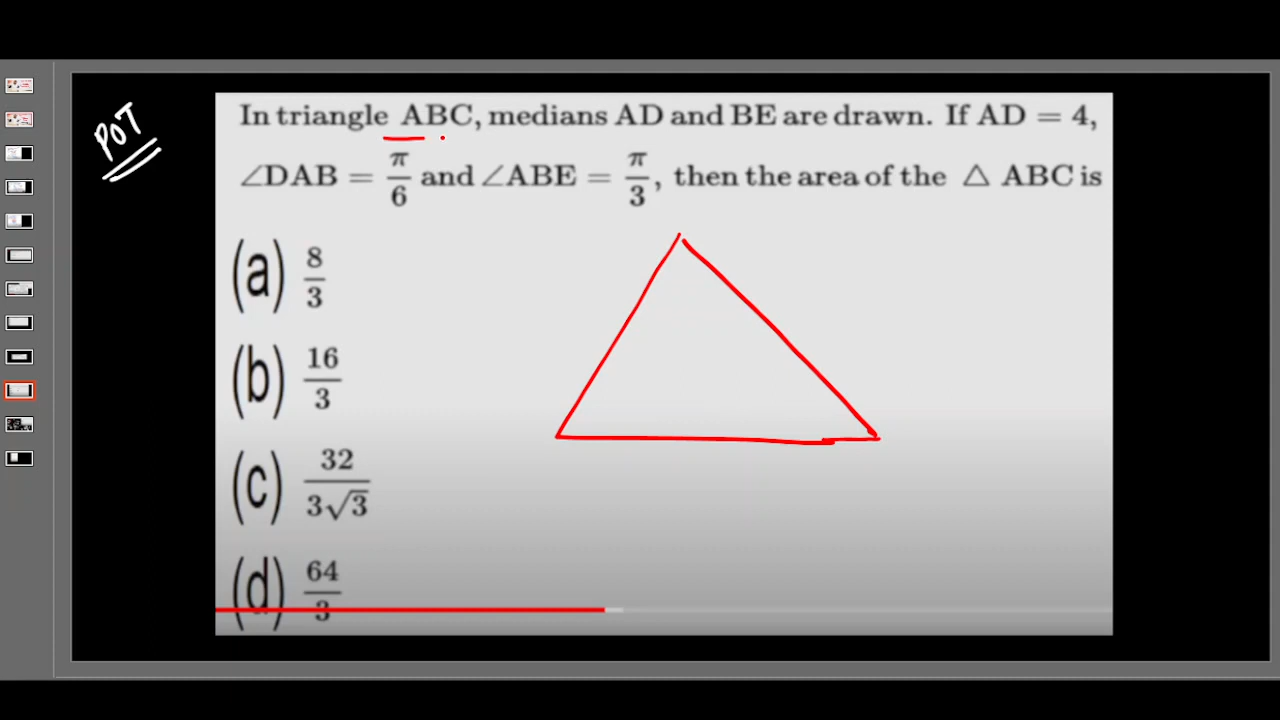 POT
In triangle ABC, medians AD and BE are drawn. If AD = 4,
∠DAB = π/6 and ∠ABE = π/3, then the area of the △ ABC is
(a) 8/3
(b) 16/3
(c) 32/3√3
(d) 64/3